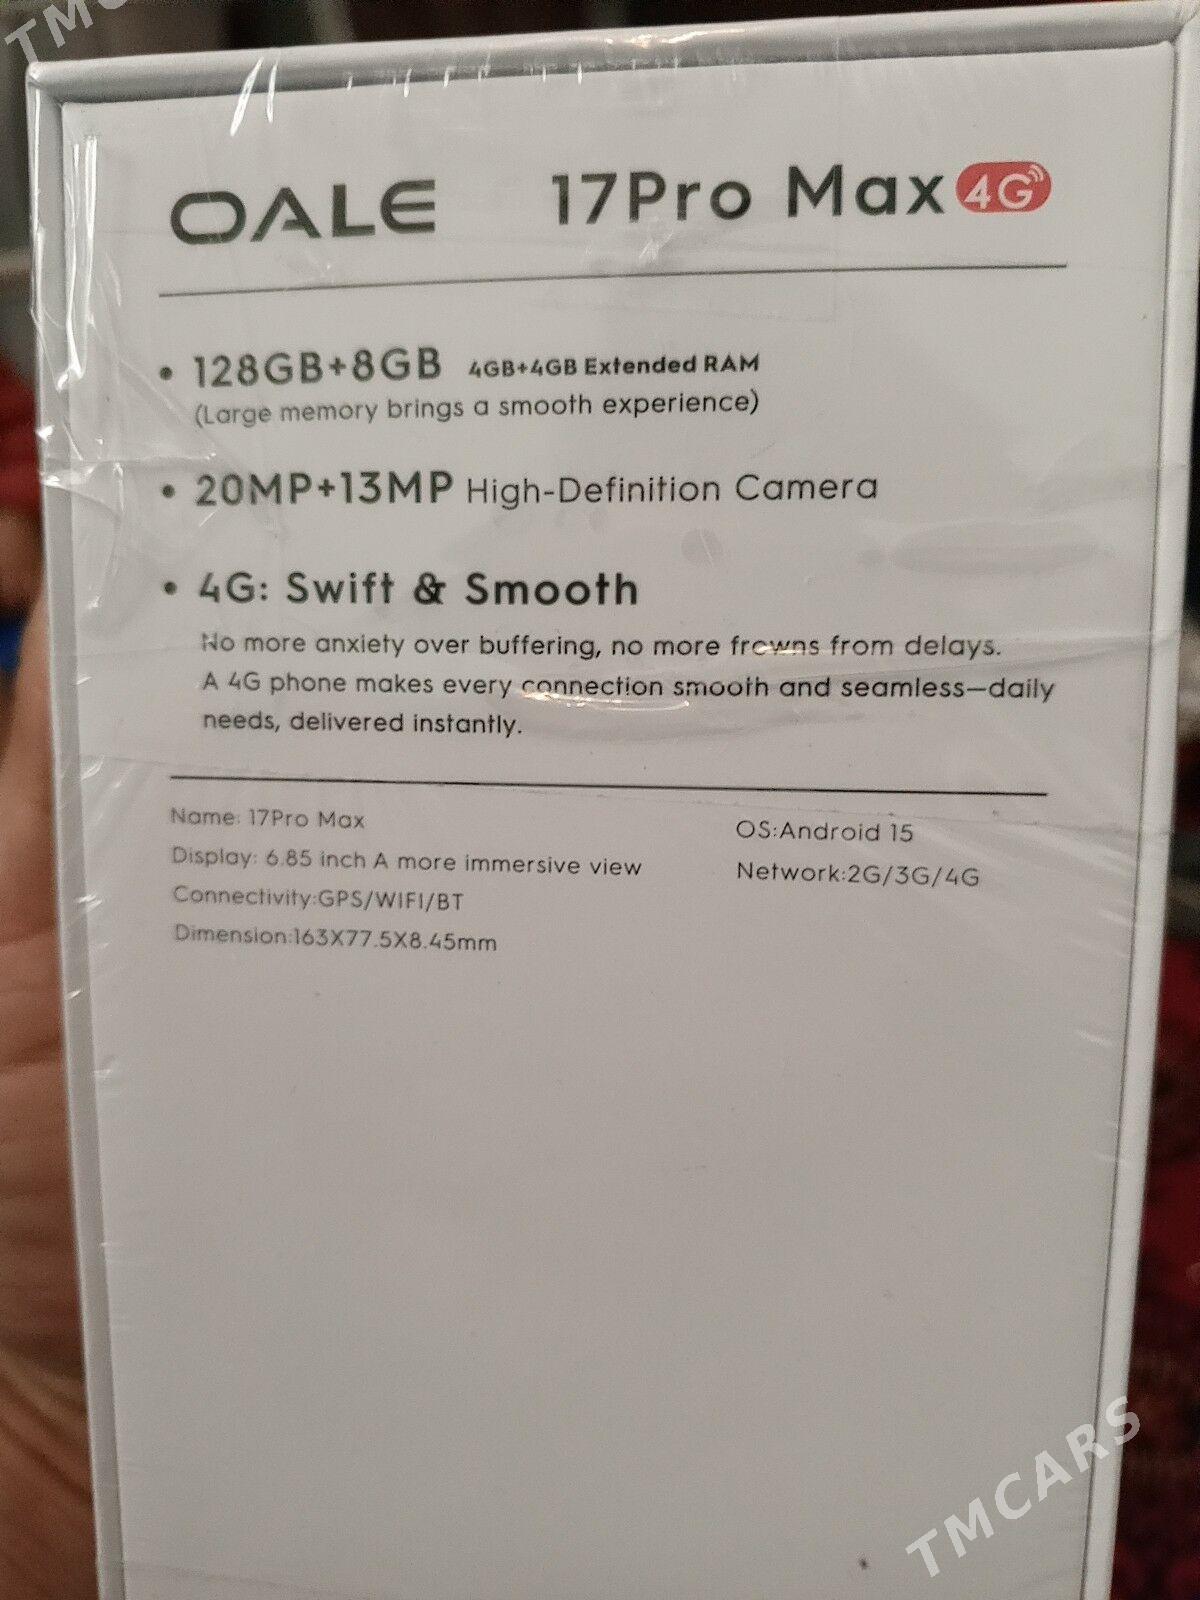 TMCARS
OALE 17Pro Max 4G
• 128GB+8GB 4GB+4GB Extended RAM
(Large memory brings a smooth experience)
• 20MP+13MP High-Definition Camera
• 4G: Swift & Smooth
No more anxiety over buffering, no more frowns from delays.
A 4G phone makes every connection smooth and seamless—daily
needs, delivered instantly.
Name: 17Pro Max
Display: 6.85 inch A more immersive view
Connectivity:GPS/WIFI/BT
Dimension:163X77.5X8.45mm
OS:Android 15
Network:2G/3G/4G
TMCARS